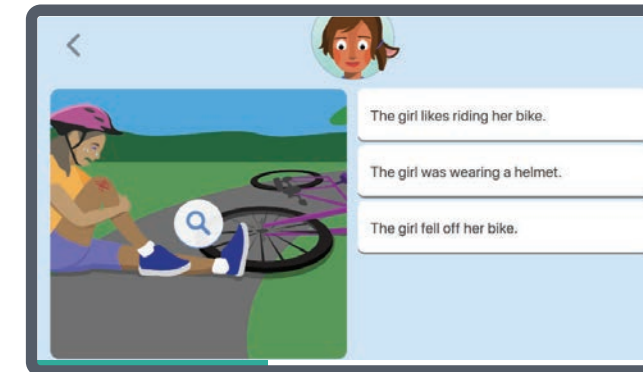 The girl likes riding her bike.
The girl was wearing a helmet.
The girl fell off her bike.